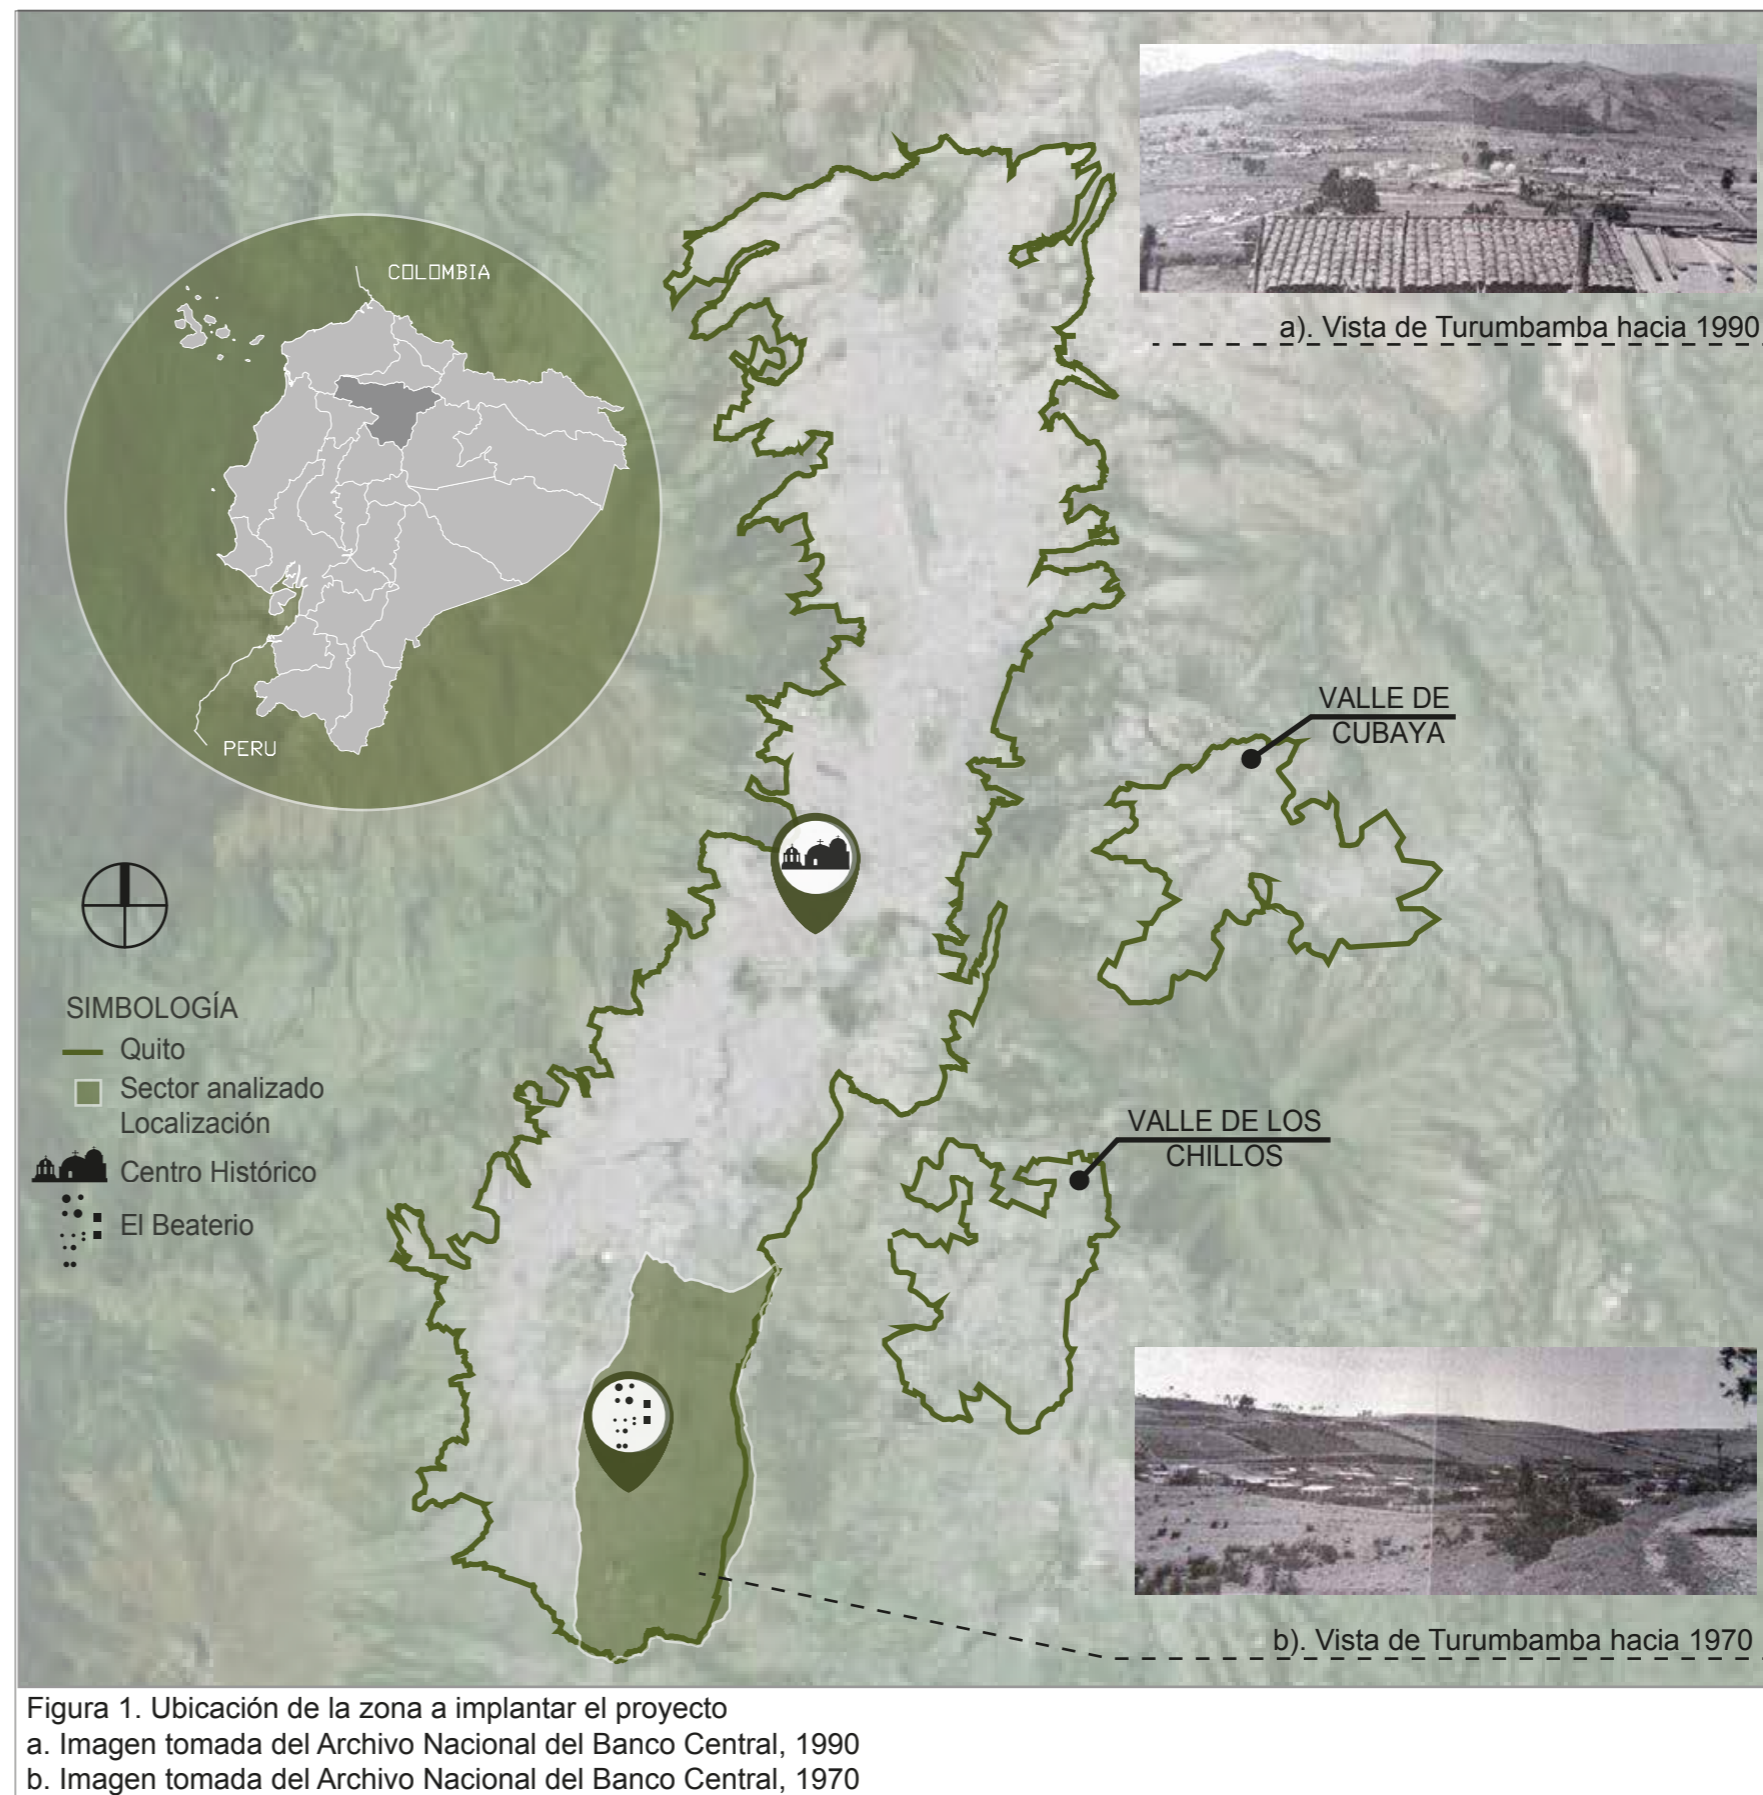 COLOMBIA
PERU
a). Vista de Turumbamba hacia 1990
VALLE DE
CUBAYA
SIMBOLOGÍA
Quito
Sector analizado
Localización
Centro Histórico
El Beaterio
VALLE DE LOS
CHILLOS
b). Vista de Turumbamba hacia 1970
Figura 1. Ubicación de la zona a implantar el proyecto
a. Imagen tomada del Archivo Nacional del Banco Central, 1990
b. Imagen tomada del Archivo Nacional del Banco Central, 1970